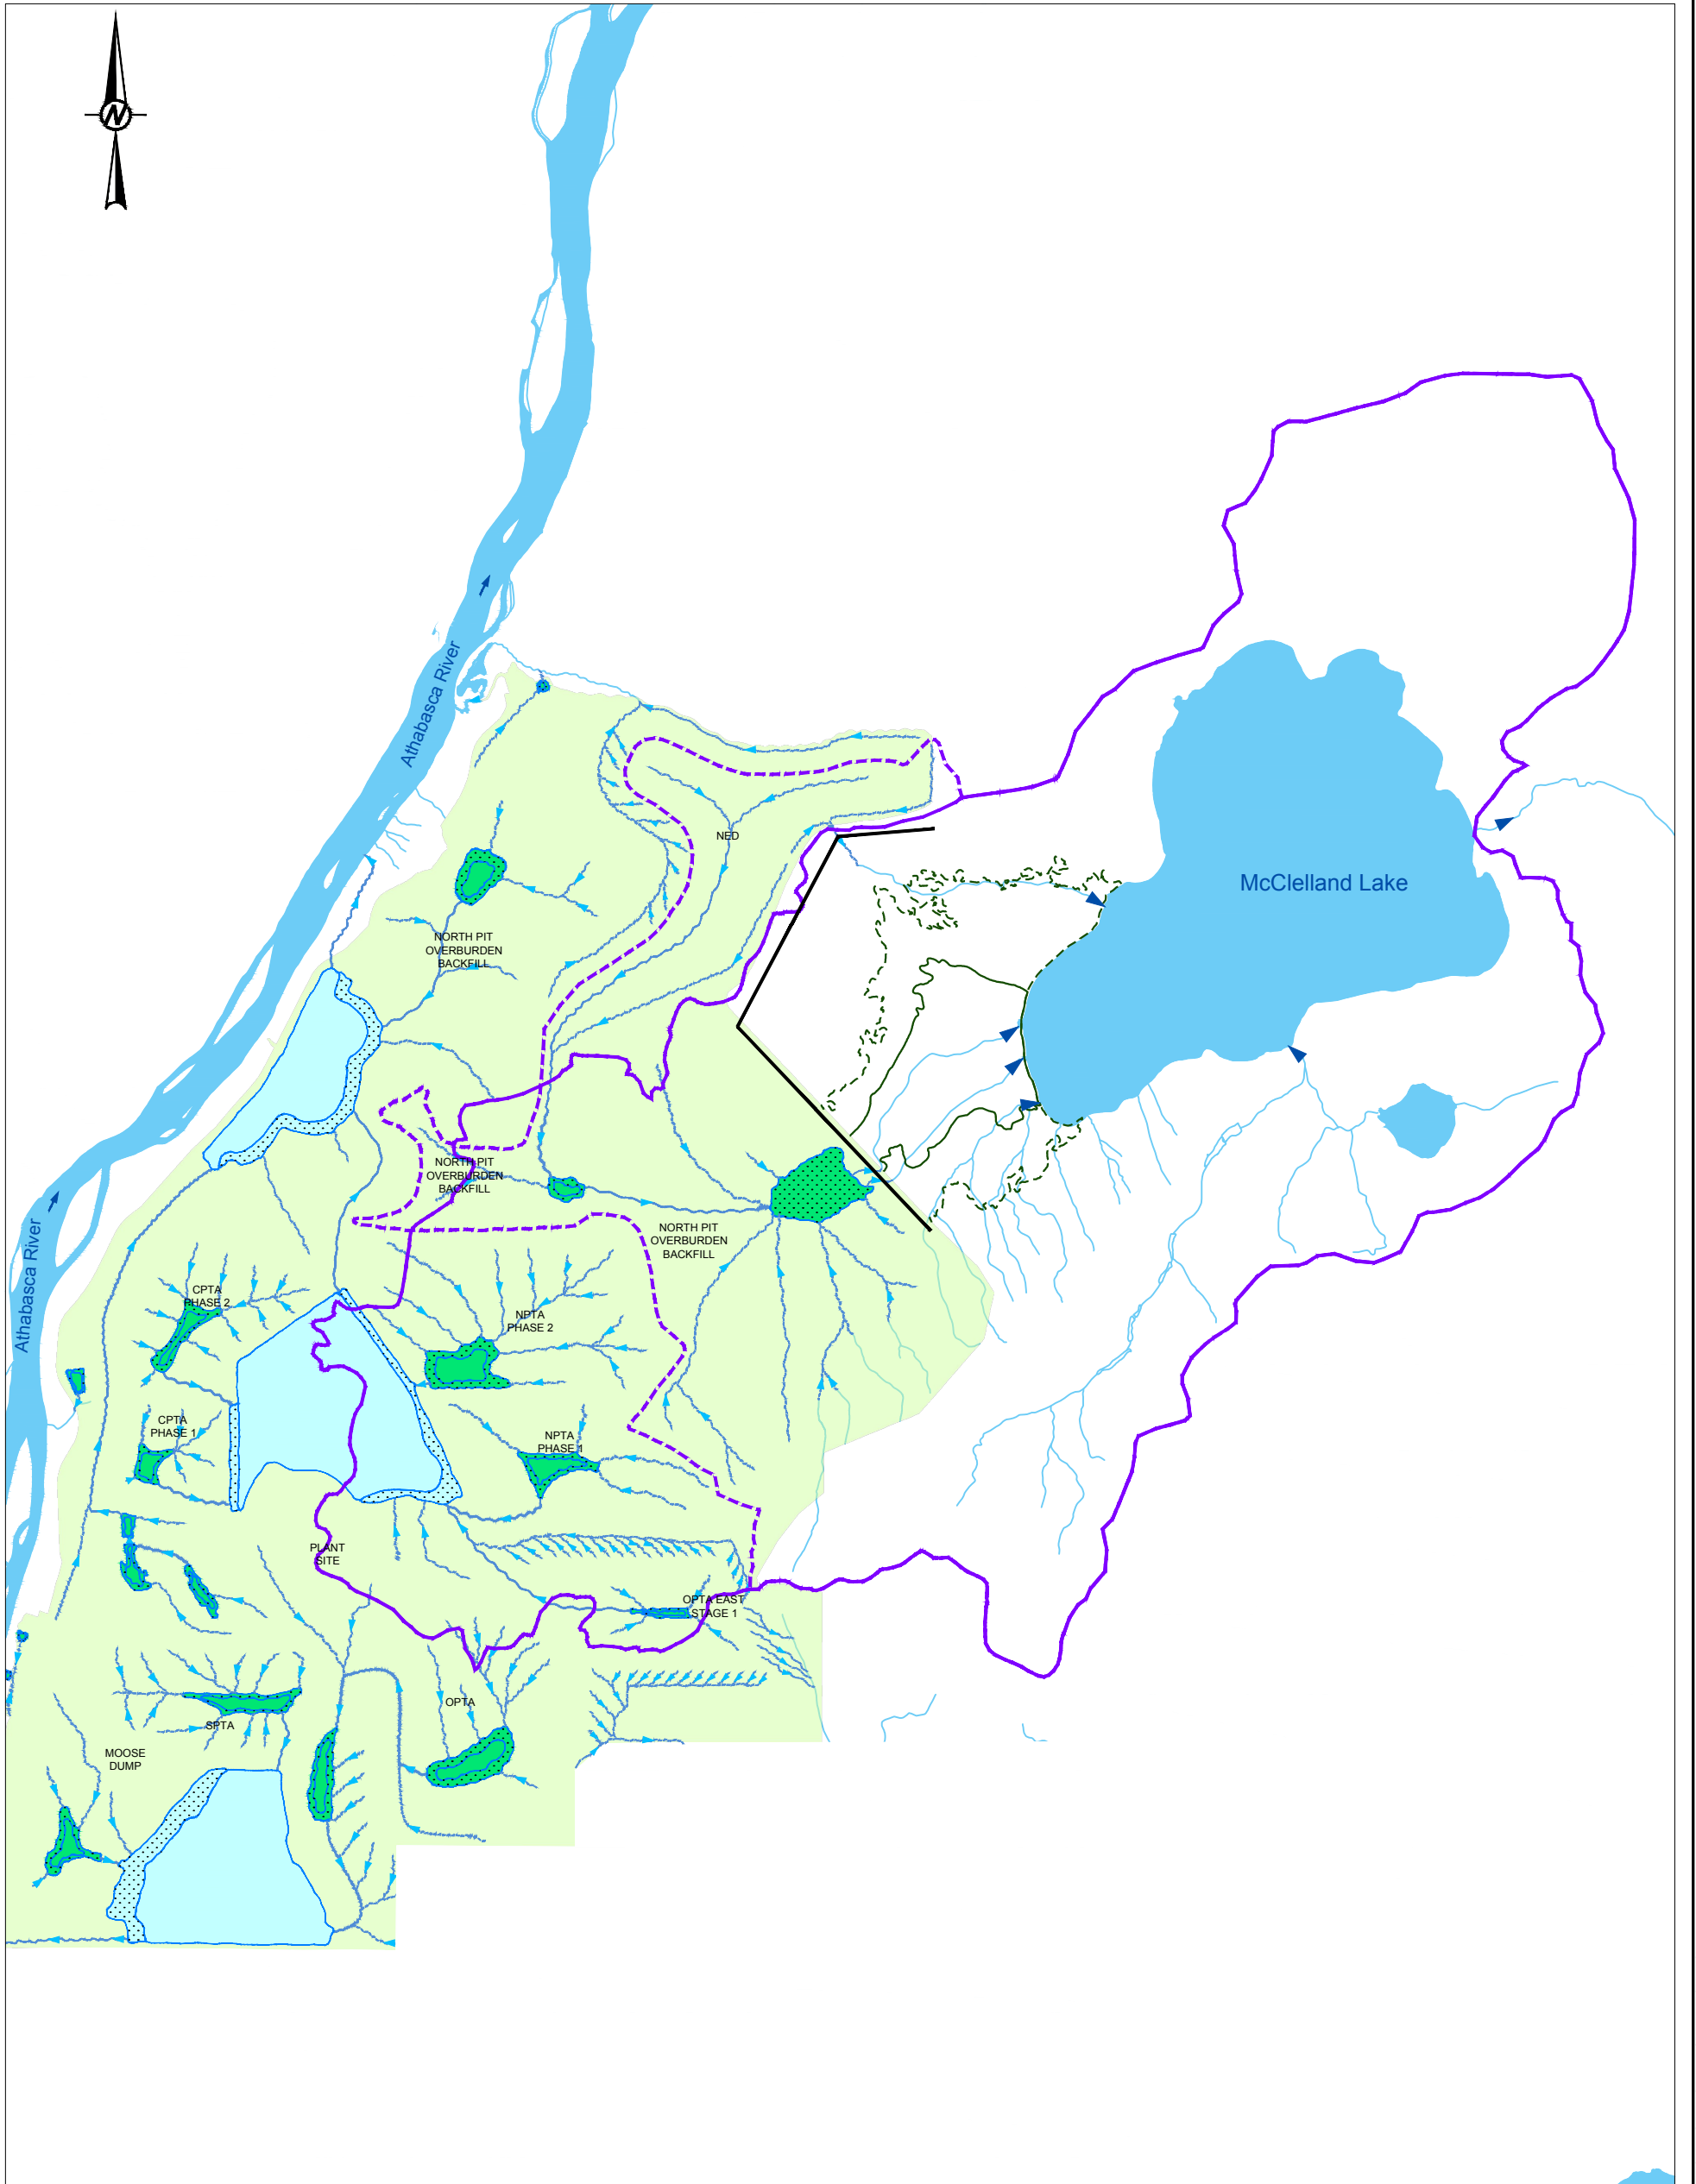 N
Athabasca River
NED
McClelland Lake
NORTH PIT
OVERBURDEN
BACKFILL
NORTH PIT
OVERBURDEN
BACKFILL
NORTH PIT
OVERBURDEN
BACKFILL
Athabasca River
CPTA
PHASE 2
NPTA
PHASE 2
CPTA
PHASE 1
NPTA
PHASE 1
PLANT
SITE
OPTA EAST
STAGE 1
OPTA
SPTA
MOOSE
DUMP